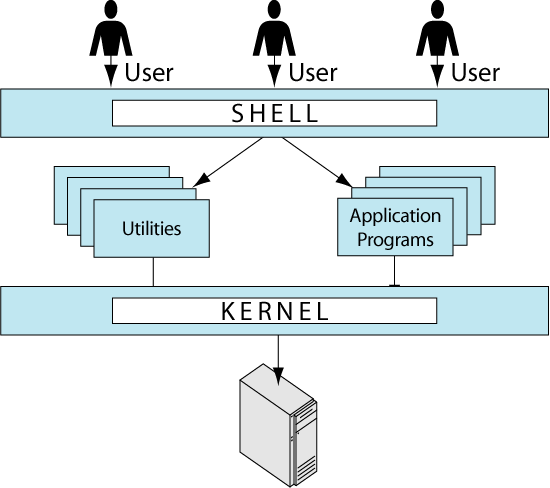 User
User
User
SHELL
Utilities
Application
Programs
KERNEL